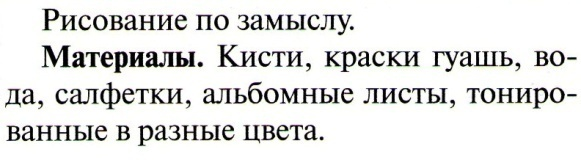 Рисование по замыслу.
Материалы. Кисти, краски гуашь, во-
да, салфетки, альбомные листы, тониро-
ванные в разные цвета.